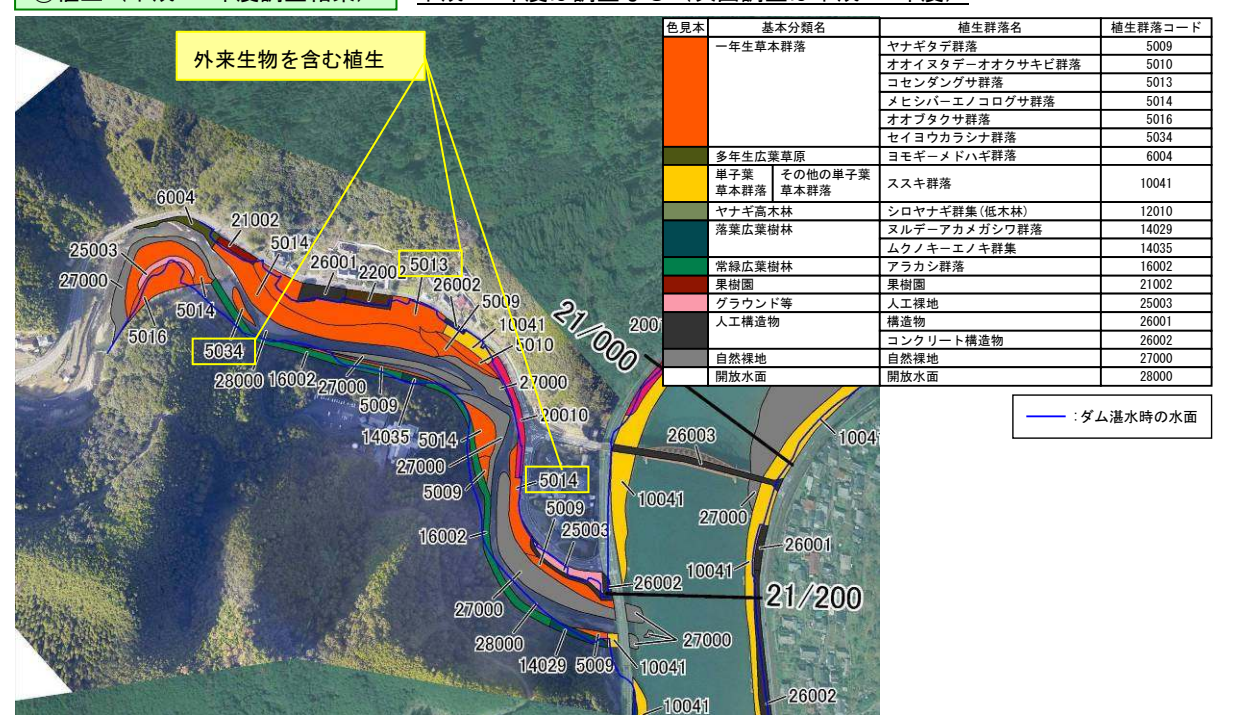 外来生物を含む植生
色見本 基本分類名 植生群落名 植生群落コード
一年生草本群落 ヤナギタデ群落 5009
オオイヌタデーオオクサキビ群落 5010
コセンダングサ群落 5013
メヒシバーエノコログサ群落 5014
オオブタクサ群落 5016
セイヨウカラシナ群落 5034
多年生広葉草原 ヨモギーメドハギ群落 6004
単子葉草本群落 その他の単子葉草本群落 ススキ群落 10041
ヤナギ高木林 シロヤナギ群集(低木林) 12010
落葉広葉樹林 ヌルデーアカメガシワ群落 14029
ムクノキーエノキ群集 14035
常緑広葉樹林 アラカシ群落 16002
果樹園 果樹園 21002
グラウンド等 人工裸地 25003
人工構造物 構造物 26001
コンクリート構造物 26002
自然裸地 自然裸地 27000
開放水面 開放水面 28000
:ダム湛水時の水面
6004
21002
25003
5014
26001
22002
5013
26002
27000
5009
10041
21/000
5014
5016
5010
5034
28000
16002
27000
27000
5009
20010
14035
5014
26003
27000
5014
10041
5009
5009
27000
25003
16002
26001
10041
26002
21/200
27000
27000
28000
14029
5009
10041
26002
10041